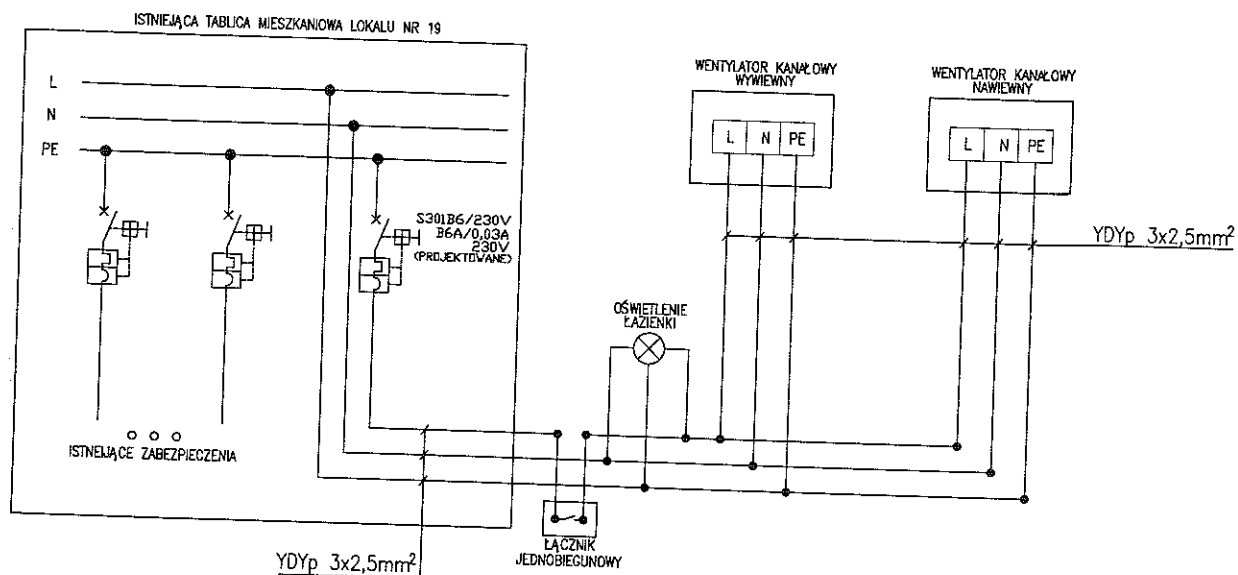 ISTNIEJĄCA TABLICA MIESZKANIOWA LOKALU NR 19
L
N
PE
S301B6/230V
B6A/0,03A
230V
(PROJEKTOWANE)
ISTNEIJĄCE ZABEZPIECZENIA
YDYp 3x2,5mm²
WENTYLATOR KANAŁOWY
WYWIEWNY
L N PE
WENTYLATOR KANAŁOWY
NAWIEWNY
L N PE
YDYp 3x2,5mm²
OŚWIETLENIE
ŁAZIENKI
ŁĄCZNIK
JEDNOBIEGUNOWY